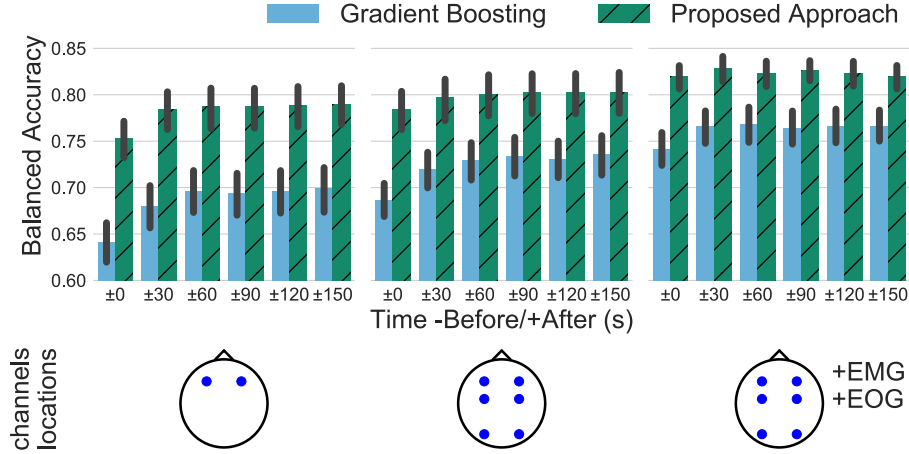 Gradient Boosting Proposed Approach
Balanced Accuracy
0.85
0.80
0.75
0.70
0.65
0.60
±0 ±30 ±60 ±90 ±120 ±150 ±0 ±30 ±60 ±90 ±120 ±150 ±0 ±30 ±60 ±90 ±120 ±150
Time -Before/+After (s)
channels
locations
+EMG
+EOG